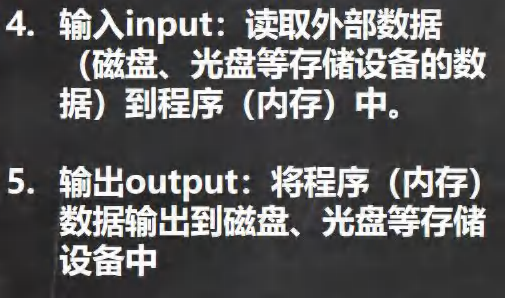 4. 输入input：读取外部数据
（磁盘、光盘等存储设备的数
据）到程序（内存）中。
5. 输出output：将程序（内存）
数据输出到磁盘、光盘等存储
设备中